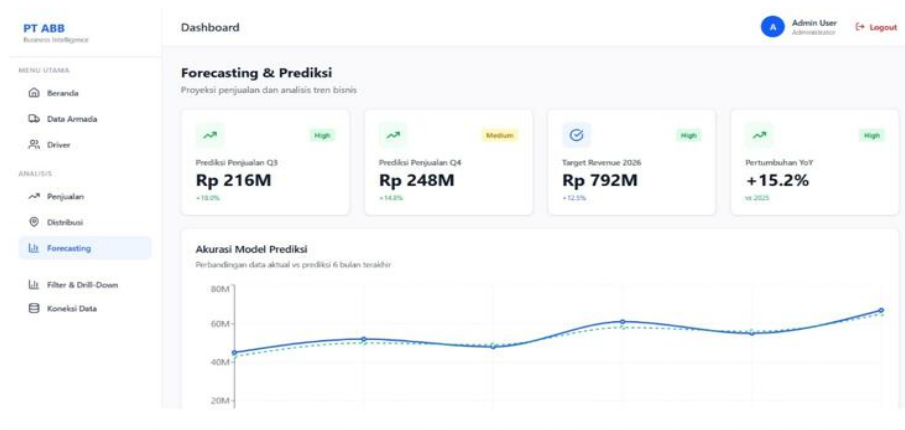 PT ABB
Business Intelligence
Dashboard
A
Admin User
Administrator
Logout
MENU UTAMA
Beranda
Data Armada
Driver
ANALISIS
Penjualan
Distribusi
Forecasting
Filter & Drill-Down
Koneksi Data
Forecasting & Prediksi
Proyeksi penjualan dan analisis tren bisnis
High
Prediksi Penjualan Q3
Rp 216M
+18.0%
Medium
Prediksi Penjualan Q4
Rp 248M
+14.8%
High
Target Revenue 2026
Rp 792M
+12.5%
High
Pertumbuhan YoY
+15.2%
vs 2025
Akurasi Model Prediksi
Perbandingan data aktual vs prediksi 6 bulan terakhir
80M
60M
40M
20M